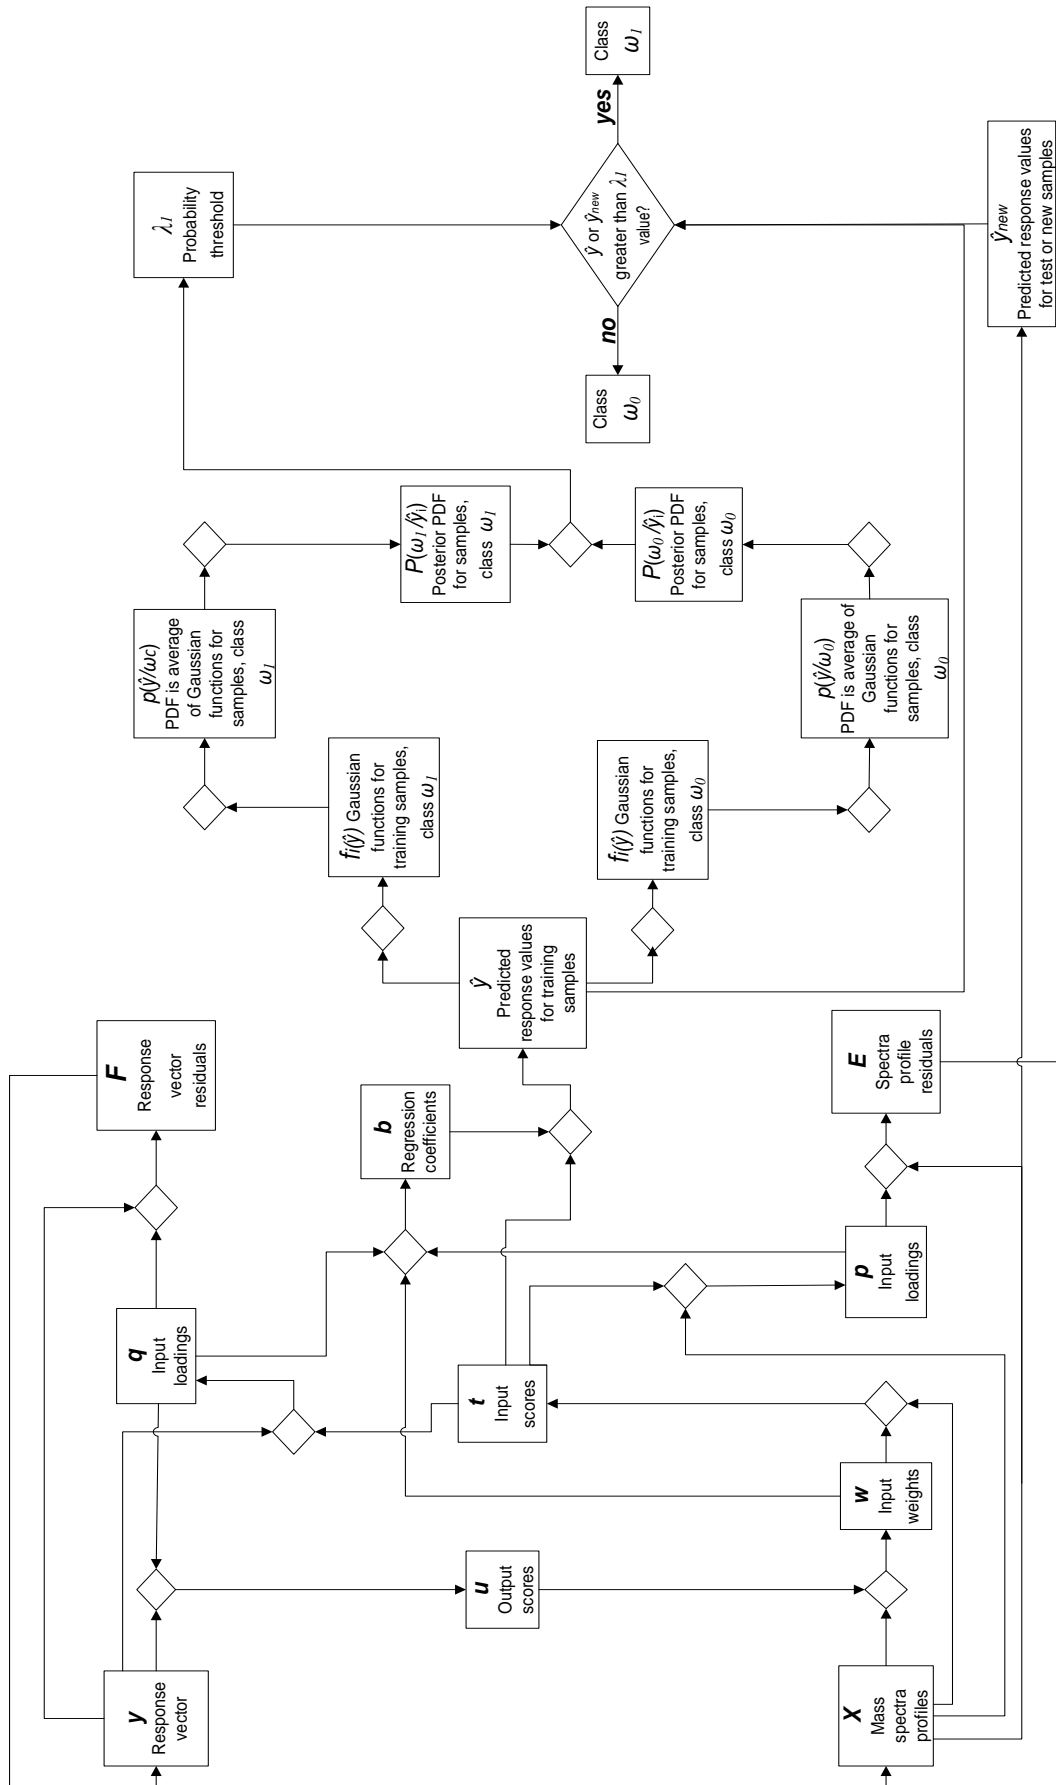 y
Response
vector
X
Mass
spectra
profiles
u
Output
scores
w
Input
weights
q
Input
loadings
t
Input
scores
p
Input
loadings
F
Response
vector
residuals
b
Regression
coefficients
E
Spectra
profile
residuals
ŷ
Predicted
response values
for training
samples
fi(ŷ) Gaussian
functions for
training samples,
class ω1
fi(ŷ) Gaussian
functions for
training samples,
class ω0
p(ŷ/ωc)
PDF is average
of Gaussian
functions for
samples, class
ω1
p(ŷ/ω0)
PDF is average of
Gaussian
functions for
samples, class
ω0
P(ω1/ŷi)
Posterior PDF
for samples,
class ω1
P(ω0/ŷi)
Posterior PDF
for samples,
class ω0
λ1
Probability
threshold
Class
ω0
no
ŷ or ŷnew
greater than λ1
value?
yes
Class
ω1
ŷnew
Predicted response values
for test or new samples